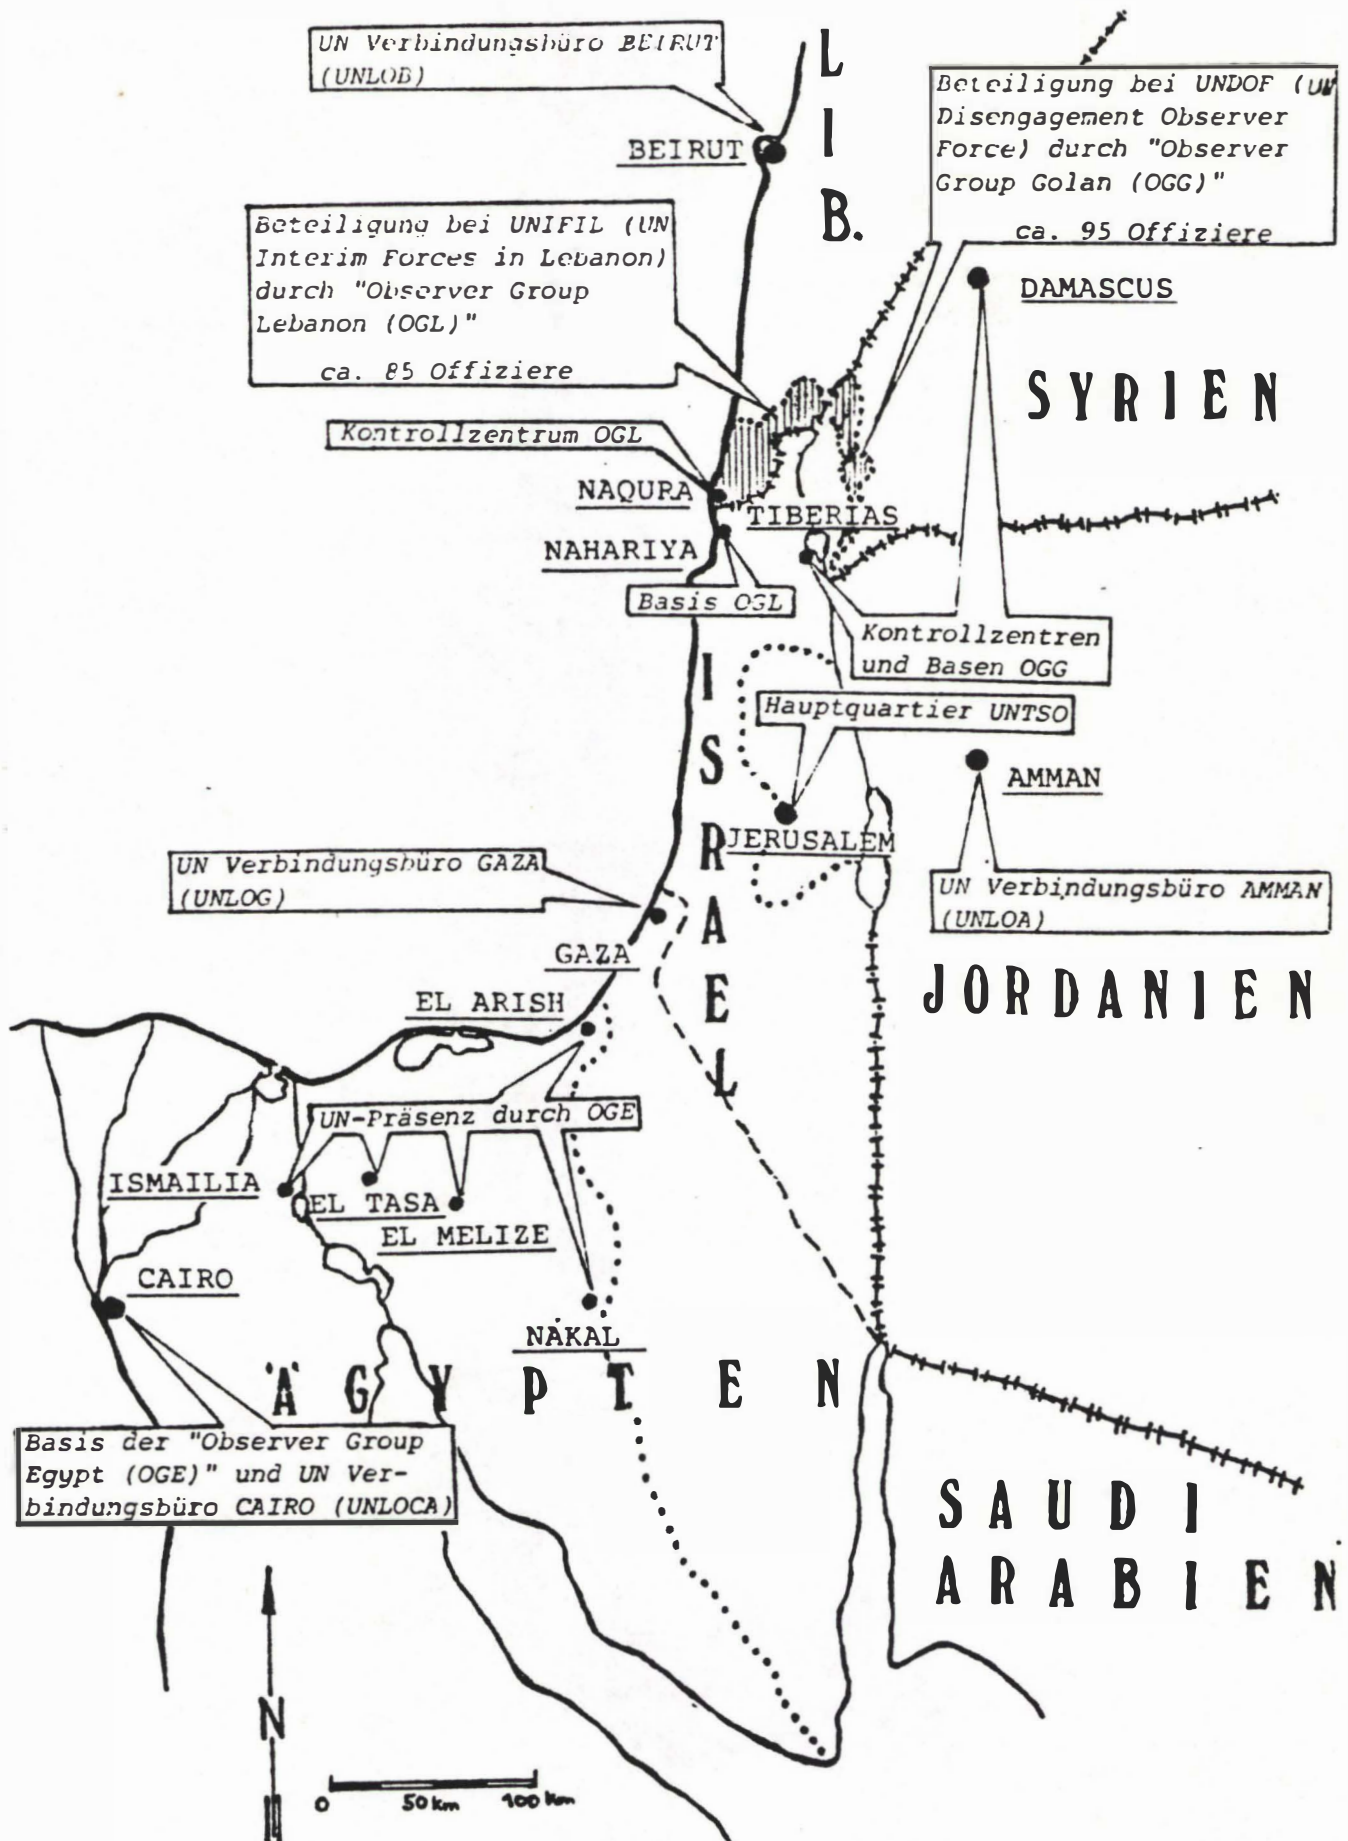 UN Verbindungsbüro BEIRUT
(UNLOB)
BEIRUT
L
I
B.
Beteiligung bei UNDOF (UN
Disengagement Observer
Force) durch "Observer
Group Golan (OGG)"
ca. 95 Offiziere
Beteiligung bei UNIFIL (UN
Interim Forces in Lebanon)
durch "Observer Group
Lebanon (OGL)"
ca. 85 Offiziere
DAMASCUS
SYRIEN
Kontrollzentrum OGL
NAQURA
TIBERIAS
NAHARIYA
Basis OGL
Kontrollzentren
und Basen OGG
ISRAEL
Hauptquartier UNTSO
AMMAN
JERUSALEM
UN Verbindungsbüro GAZA
(UNLOG)
UN Verbindungsbüro AMMAN
(UNLOA)
GAZA
JORDANIEN
EL ARISH
UN-Präsenz durch OGE
ISMAILIA
EL TASA
EL MELIZE
CAIRO
NAKAL
ÄGYPTEN
Basis der "Observer Group
Egypt (OGE)" und UN Ver-
bindungsbüro CAIRO (UNLOCA)
SAUDI
ARABIEN
N
0 50 km 100 km